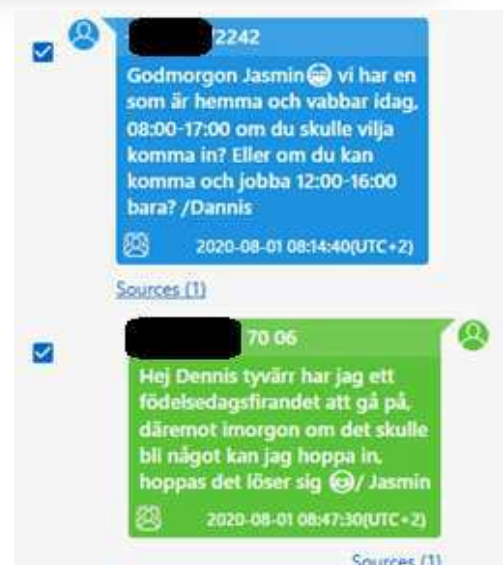 2242
Godmorgon Jasmin😁 vi har en
som är hemma och vabbar idag,
08:00-17:00 om du skulle vilja
komma in? Eller om du kan
komma och jobba 12:00-16:00
bara? /Dannis
2020-08-01 08:14:40(UTC+2)
Sources (1)
70 06
Hej Dennis tyvärr har jag ett
födelsedagsfirandet att gå på,
däremot imorgon om det skulle
bli något kan jag hoppa in,
hoppas det löser sig 😊/ Jasmin
2020-08-01 08:47:30(UTC+2)
Sources (1)